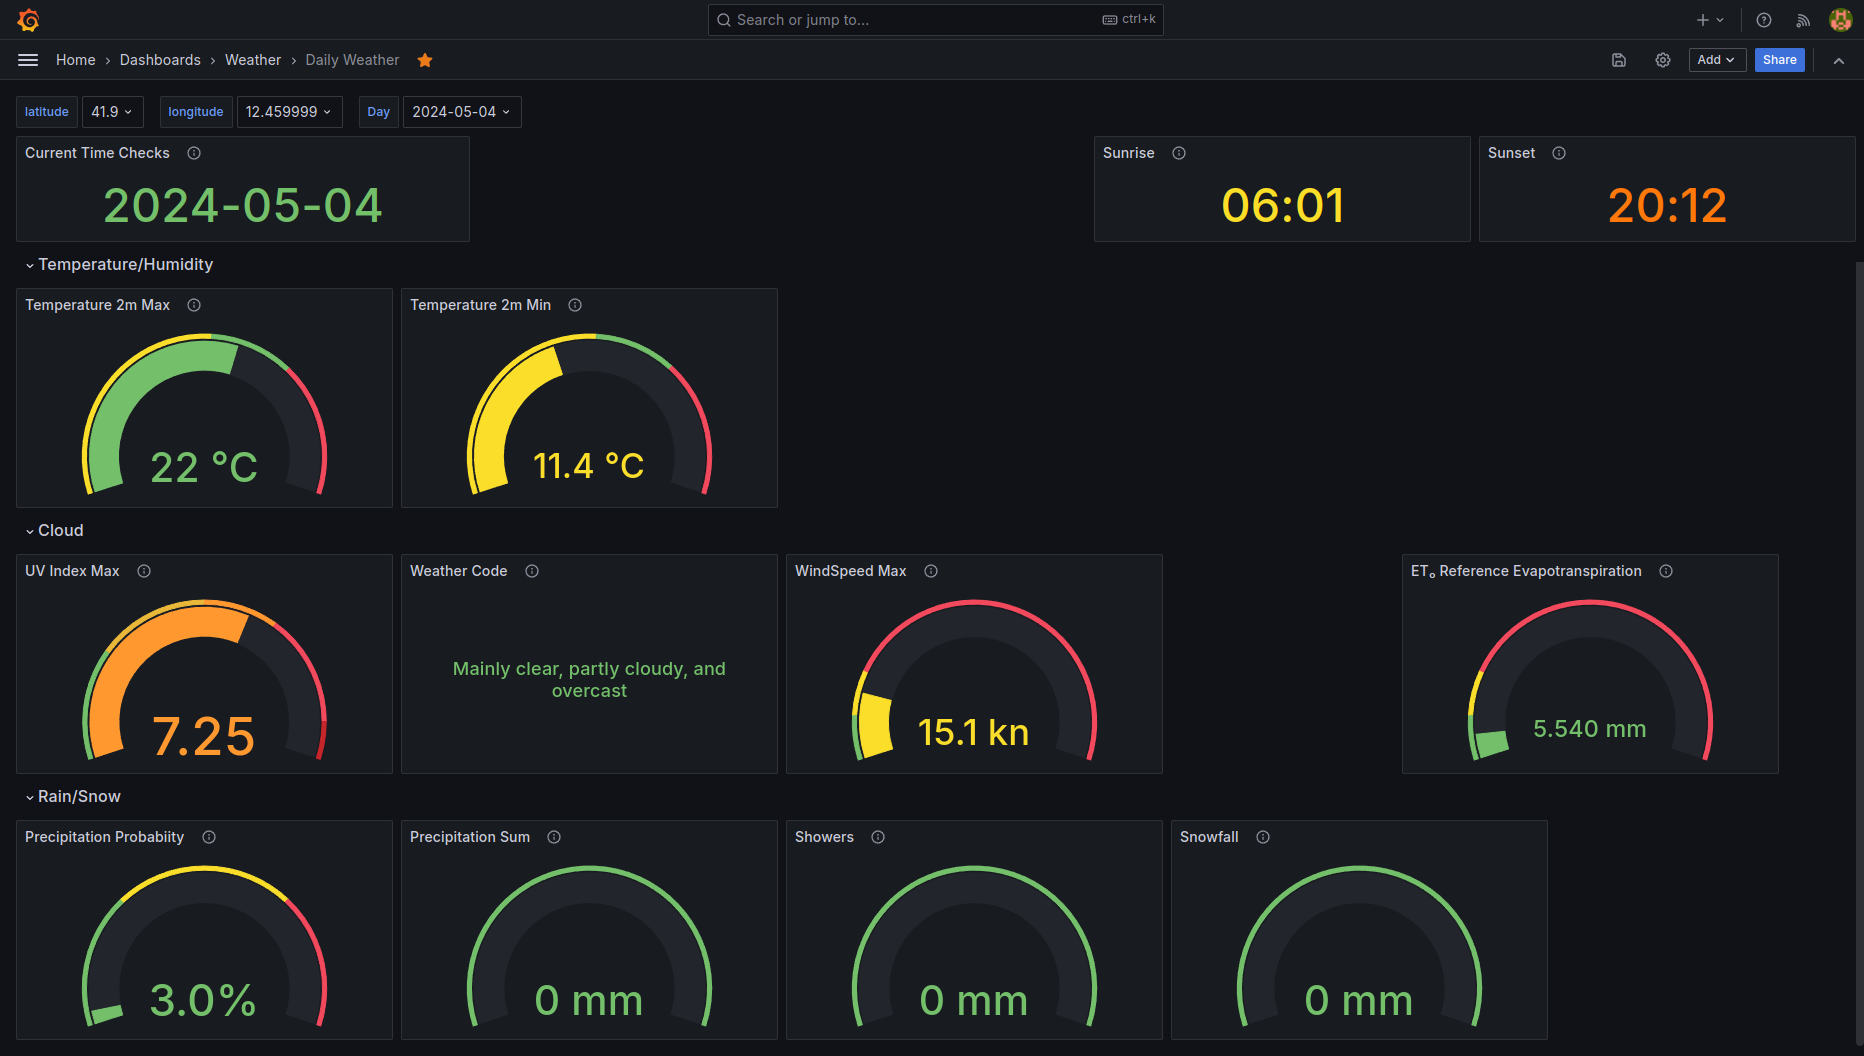 Search or jump to...
ctrl+k
Home › Dashboards › Weather › Daily Weather
Add
Share
latitude
41.9
longitude
12.459999
Day
2024-05-04
Current Time Checks
2024-05-04
Sunrise
06:01
Sunset
20:12
Temperature/Humidity
Temperature 2m Max
22 °C
Temperature 2m Min
11.4 °C
Cloud
UV Index Max
7.25
Weather Code
Mainly clear, partly cloudy, and
overcast
WindSpeed Max
15.1 kn
ETₒ Reference Evapotranspiration
5.540 mm
Rain/Snow
Precipitation Probabiity
3.0%
Precipitation Sum
0 mm
Showers
0 mm
Snowfall
0 mm